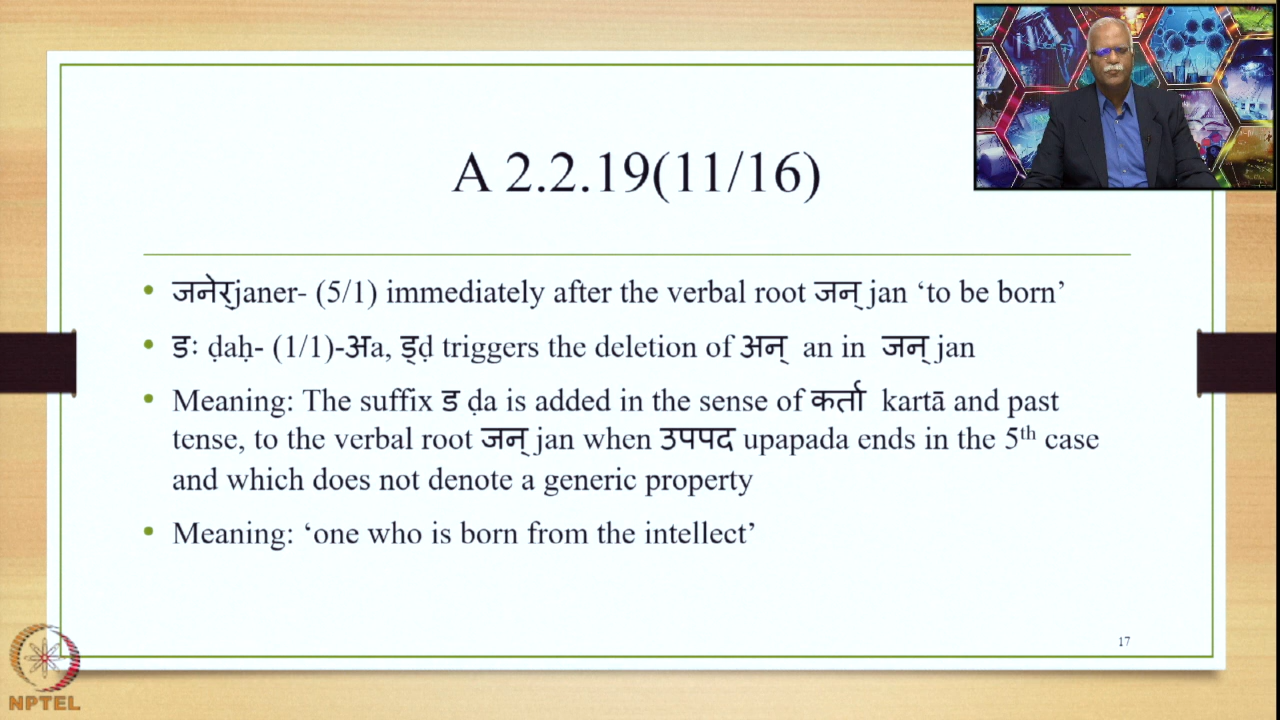 A 2.2.19(11/16)
• जनेर्janer- (5/1) immediately after the verbal root जन् jan ‘to be born’
• डः ḍaḥ- (1/1)-अa, ड्ḍ triggers the deletion of अन् an in जन् jan
• Meaning: The suffix ड ḍa is added in the sense of कर्ता kartā and past
tense, to the verbal root जन् jan when उपपद upapada ends in the 5th case
and which does not denote a generic property
• Meaning: ‘one who is born from the intellect’
17
NPTEL